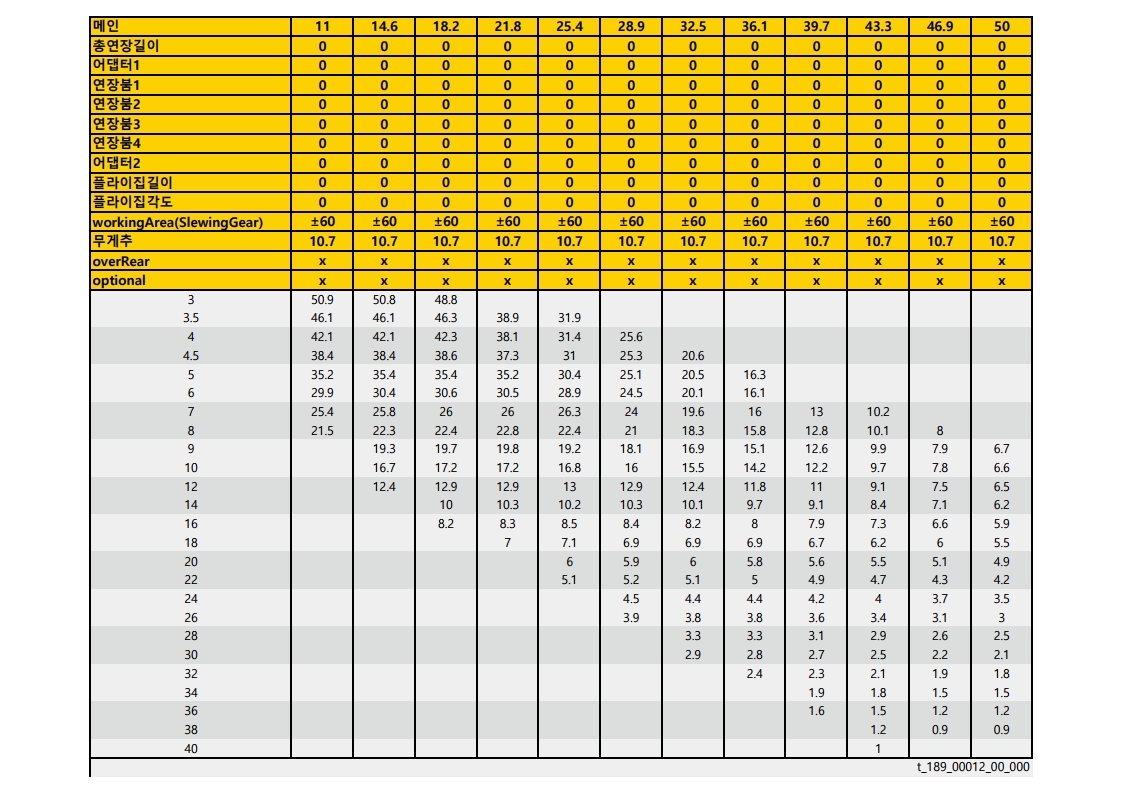 메인 11 14.6 18.2 21.8 25.4 28.9 32.5 36.1 39.7 43.3 46.9 50
총연장길이 0 0 0 0 0 0 0 0 0 0 0 0
어댑터1 0 0 0 0 0 0 0 0 0 0 0 0
연장붐1 0 0 0 0 0 0 0 0 0 0 0 0
연장붐2 0 0 0 0 0 0 0 0 0 0 0 0
연장붐3 0 0 0 0 0 0 0 0 0 0 0 0
연장붐4 0 0 0 0 0 0 0 0 0 0 0 0
어댑터2 0 0 0 0 0 0 0 0 0 0 0 0
플라이집길이 0 0 0 0 0 0 0 0 0 0 0 0
플라이집각도 0 0 0 0 0 0 0 0 0 0 0 0
workingArea(SlewingGear) ±60 ±60 ±60 ±60 ±60 ±60 ±60 ±60 ±60 ±60 ±60 ±60
무게추 10.7 10.7 10.7 10.7 10.7 10.7 10.7 10.7 10.7 10.7 10.7 10.7
overRear x x x x x x x x x x x x
optional x x x x x x x x x x x x
3 50.9 50.8 48.8
3.5 46.1 46.1 46.3 38.9 31.9
4 42.1 42.1 42.3 38.1 31.4 25.6
4.5 38.4 38.4 38.6 37.3 31 25.3 20.6
5 35.2 35.4 35.4 35.2 30.4 25.1 20.5 16.3
6 29.9 30.4 30.6 30.5 28.9 24.5 20.1 16.1
7 25.4 25.8 26 26 26.3 24 19.6 16 13 10.2
8 21.5 22.3 22.4 22.8 22.4 21 18.3 15.8 12.8 10.1 8
9 19.3 19.7 19.8 19.2 18.1 16.9 15.1 12.6 9.9 7.9 6.7
10 16.7 17.2 17.2 16.8 16 15.5 14.2 12.2 9.7 7.8 6.6
12 12.4 12.9 12.9 13 12.9 12.4 11.8 11 9.1 7.5 6.5
14 10 10.3 10.2 10.3 10.1 9.7 9.1 8.4 7.1 6.2
16 8.2 8.3 8.5 8.4 8.2 8 7.9 7.3 6.6 5.9
18 7 7.1 6.9 6.9 6.9 6.7 6.2 6 5.5
20 6 5.9 6 5.8 5.6 5.5 5.1 4.9
22 5.1 5.2 5.1 5 4.9 4.7 4.3 4.2
24 4.5 4.4 4.4 4.2 4 3.7 3.5
26 3.9 3.8 3.8 3.6 3.4 3.1 3
28 3.3 3.3 3.1 2.9 2.6 2.5
30 2.9 2.8 2.7 2.5 2.2 2.1
32 2.4 2.3 2.1 1.9 1.8
34 1.9 1.8 1.5 1.5
36 1.6 1.5 1.2 1.2
38 1.2 0.9 0.9
40 1
t_189_00012_00_000